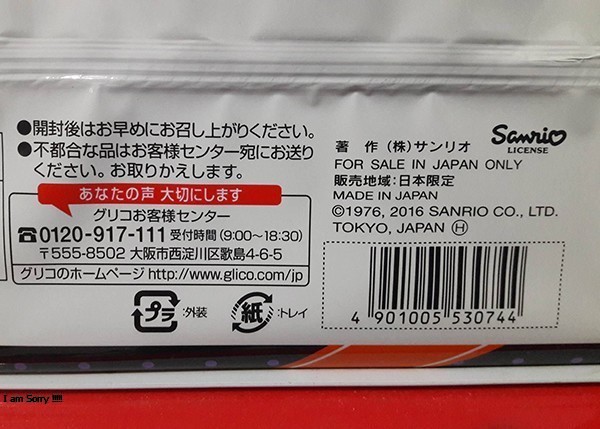 ●開封後はお早めにお召し上がりください。
●不都合な品はお客様センター宛にお送り
ください。お取りかえします。
あなたの声 大切にします
グリコお客様センター
0120-917-111 受付時間(9:00~18:30)
〒555-8502 大阪市西淀川区歌島4-6-5
グリコのホームページ http://www.glico.com/jp
プラ :外装 紙 :トレイ
Sanrio
LICENSE
著 作 (株)サンリオ
FOR SALE IN JAPAN ONLY
販売地域:日本限定
MADE IN JAPAN
©1976, 2016 SANRIO CO., LTD.
TOKYO, JAPAN Ⓗ
4 901005 530744
I am Sorry !!!!!